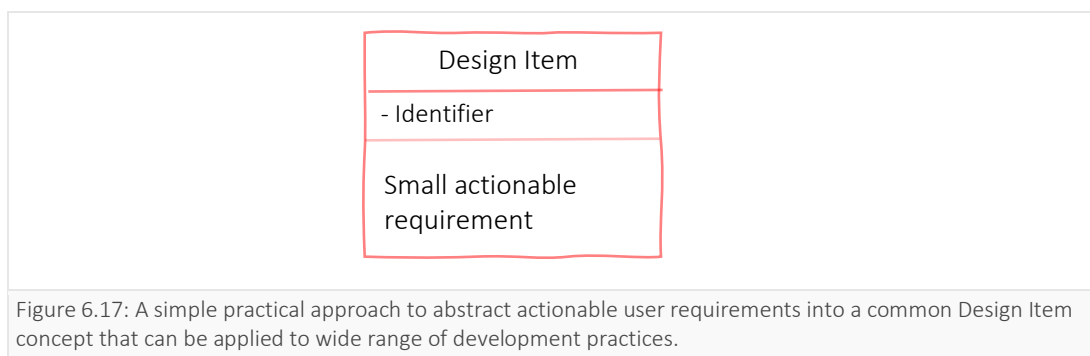 Design Item
- Identifier
Small actionable
requirement
Figure 6.17: A simple practical approach to abstract actionable user requirements into a common Design Item
concept that can be applied to wide range of development practices.